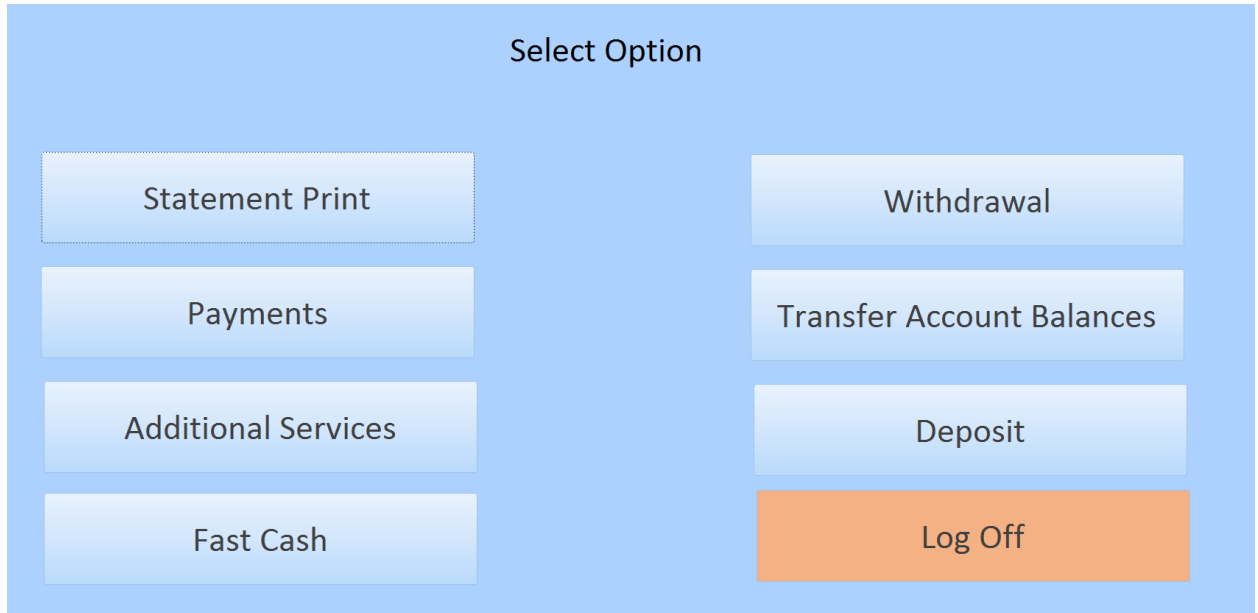 Select Option
Statement Print
Withdrawal
Payments
Transfer Account Balances
Additional Services
Deposit
Fast Cash
Log Off